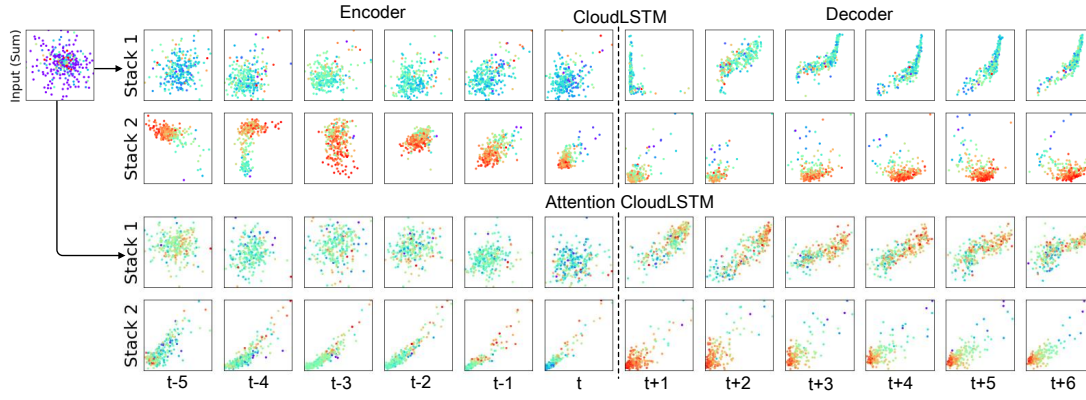 Encoder
CloudLSTM
Decoder
Input (Sum)
Stack 1
Stack 2
Attention CloudLSTM
Stack 1
Stack 2
t-5
t-4
t-3
t-2
t-1
t
t+1
t+2
t+3
t+4
t+5
t+6